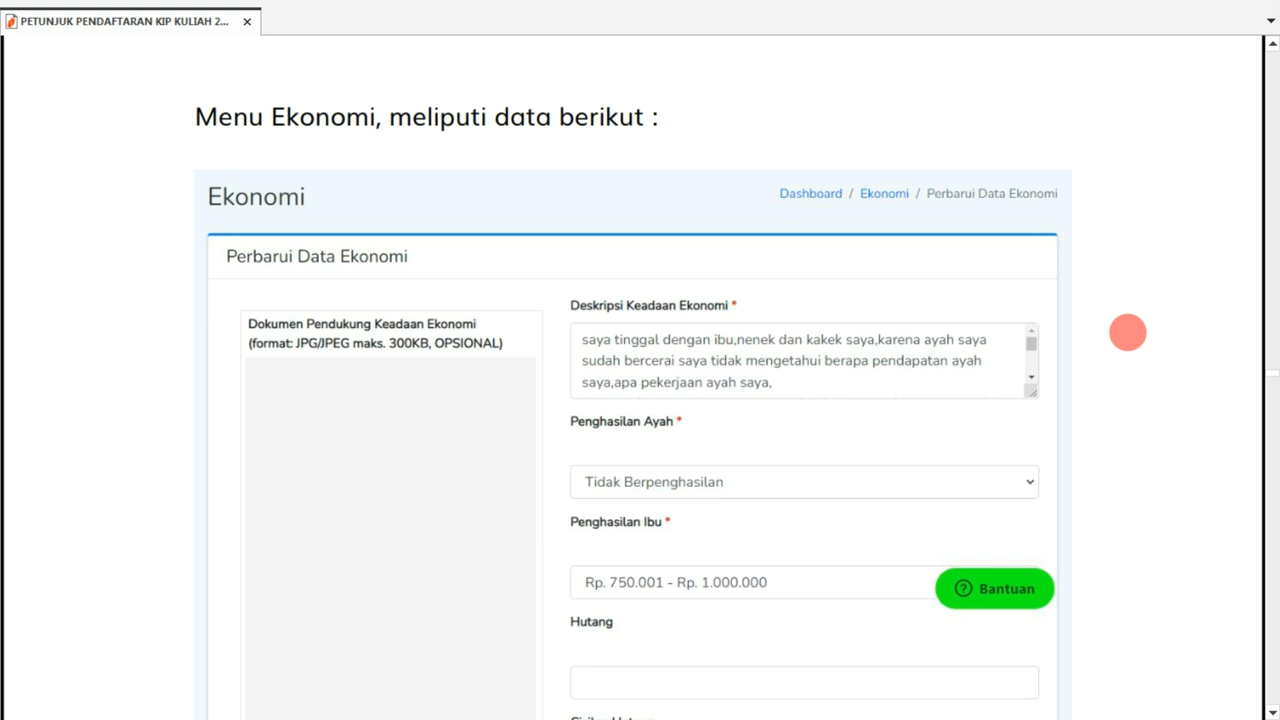 PETUNJUK PENDAFTARAN KIP KULIAH 2...
Menu Ekonomi, meliputi data berikut :
Ekonomi
Dashboard / Ekonomi / Perbarui Data Ekonomi
Perbarui Data Ekonomi
Dokumen Pendukung Keadaan Ekonomi
(format: JPG/JPEG maks. 300KB, OPSIONAL)
Deskripsi Keadaan Ekonomi *
saya tinggal dengan ibu,nenek dan kakek saya,karena ayah saya
sudah bercerai saya tidak mengetahui berapa pendapatan ayah
saya,apa pekerjaan ayah saya,
Penghasilan Ayah *
Tidak Berpenghasilan
Penghasilan Ibu *
Rp. 750.001 - Rp. 1.000.000
Bantuan
Hutang